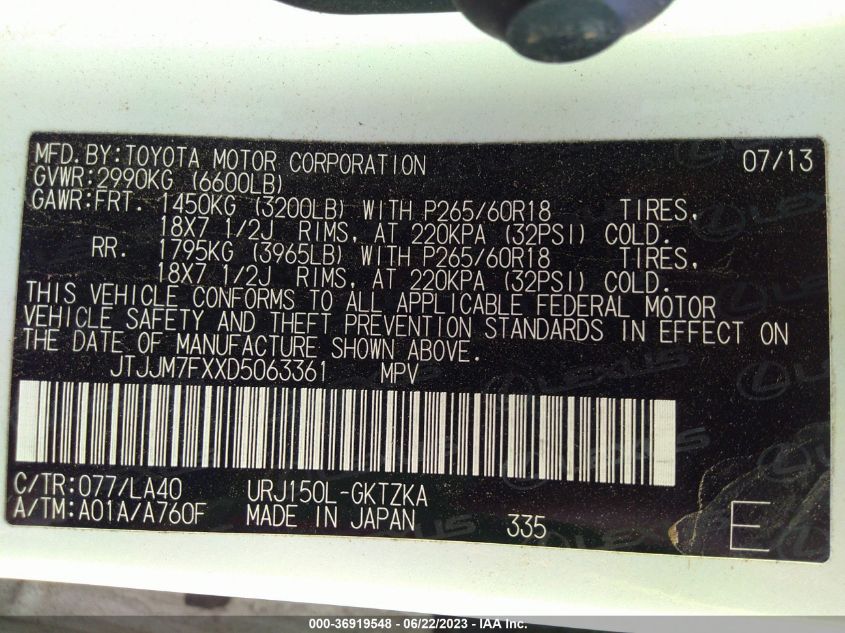 MFD.BY:TOYOTA MOTOR CORPORATION 07/13
GVWR:2990KG (6600LB)
GAWR:FRT. 1450KG (3200LB) WITH P265/60R18 TIRES,
18X7 1/2J RIMS, AT 220KPA (32PSI) COLD.
RR. 1795KG (3965LB) WITH P265/60R18 TIRES,
18X7 1/2J RIMS, AT 220KPA (32PSI) COLD.
THIS VEHICLE CONFORMS TO ALL APPLICABLE FEDERAL MOTOR
VEHICLE SAFETY AND THEFT PREVENTION STANDARDS IN EFFECT ON
THE DATE OF MANUFACTURE SHOWN ABOVE.
JTJJM7FXXD5063361 MPV
C/TR:077/LA40 URJ150L-GKTZKA
A/TM:A01A/A760F MADE IN JAPAN 335 E
000-36919548 - 06/22/2023 - IAA Inc.